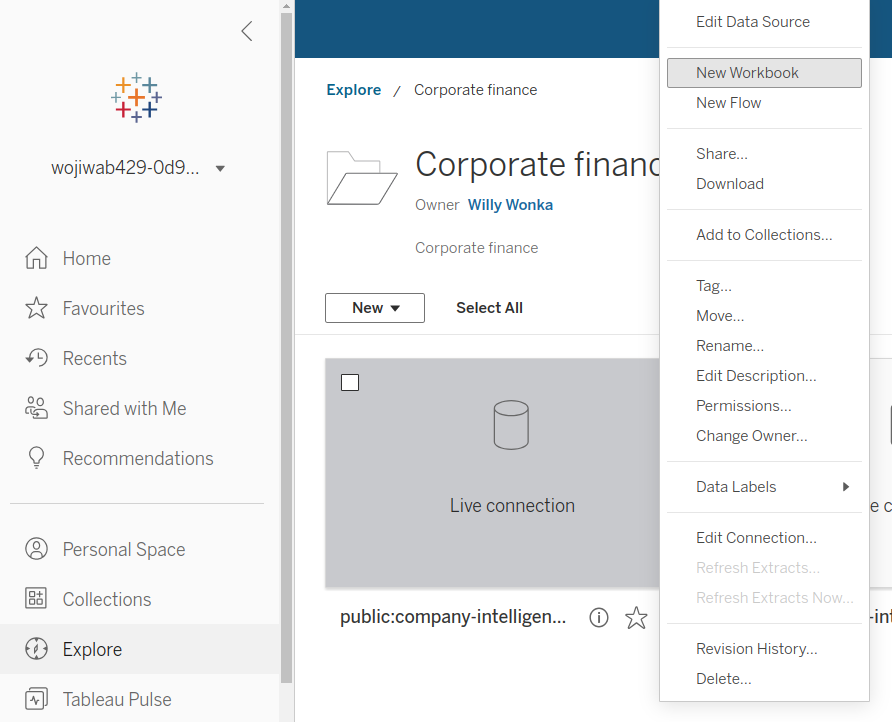 wojiwab429-0d9...
Home
Favourites
Recents
Shared with Me
Recommendations
Personal Space
Collections
Explore
Tableau Pulse
Explore / Corporate finance
Corporate financ
Owner Willy Wonka
Corporate finance
New
Select All
Live connection
public:company-intelligen...
Edit Data Source
New Workbook
New Flow
Share...
Download
Add to Collections...
Tag...
Move...
Rename...
Edit Description...
Permissions...
Change Owner...
Data Labels
Edit Connection...
Refresh Extracts...
Refresh Extracts Now...
Revision History...
Delete...
e c
-int